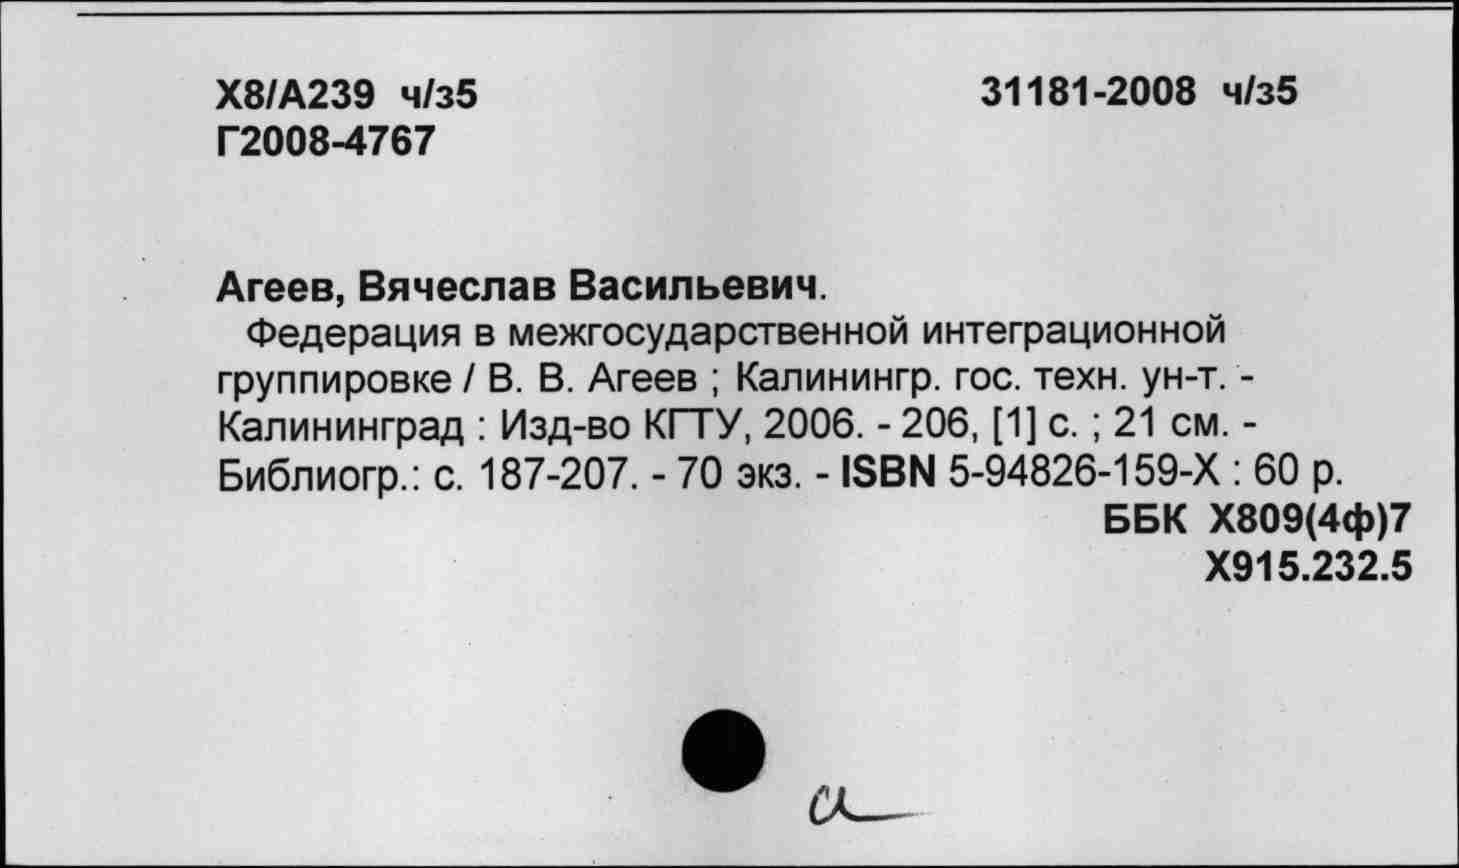 Х8/А239 ч/з5 31181-2008 ч/з5
Г2008-4767
Агеев, Вячеслав Васильевич.
Федерация в межгосударственной интеграционной
группировке / В. В. Агеев ; Калинингр. гос. техн. ун-т. -
Калининград : Изд-во КГТУ, 2006. - 206, [1] с. ; 21 см. -
Библиогр.: с. 187-207. - 70 экз. - ISBN 5-94826-159-X : 60 р.
ББК Х809(4ф)7
Х915.232.5